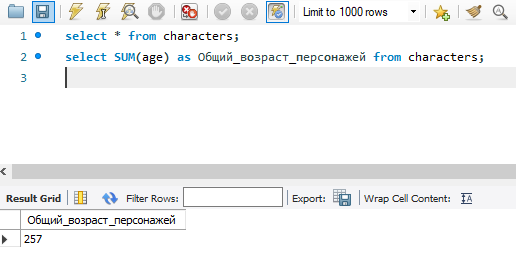 Limit to 1000 rows
1 select * from characters;
2 select SUM(age) as Общий_возраст_персонажей from characters;
3
Result Grid Filter Rows: Export: Wrap Cell Content: IA
Общий_возраст_персонажей
257